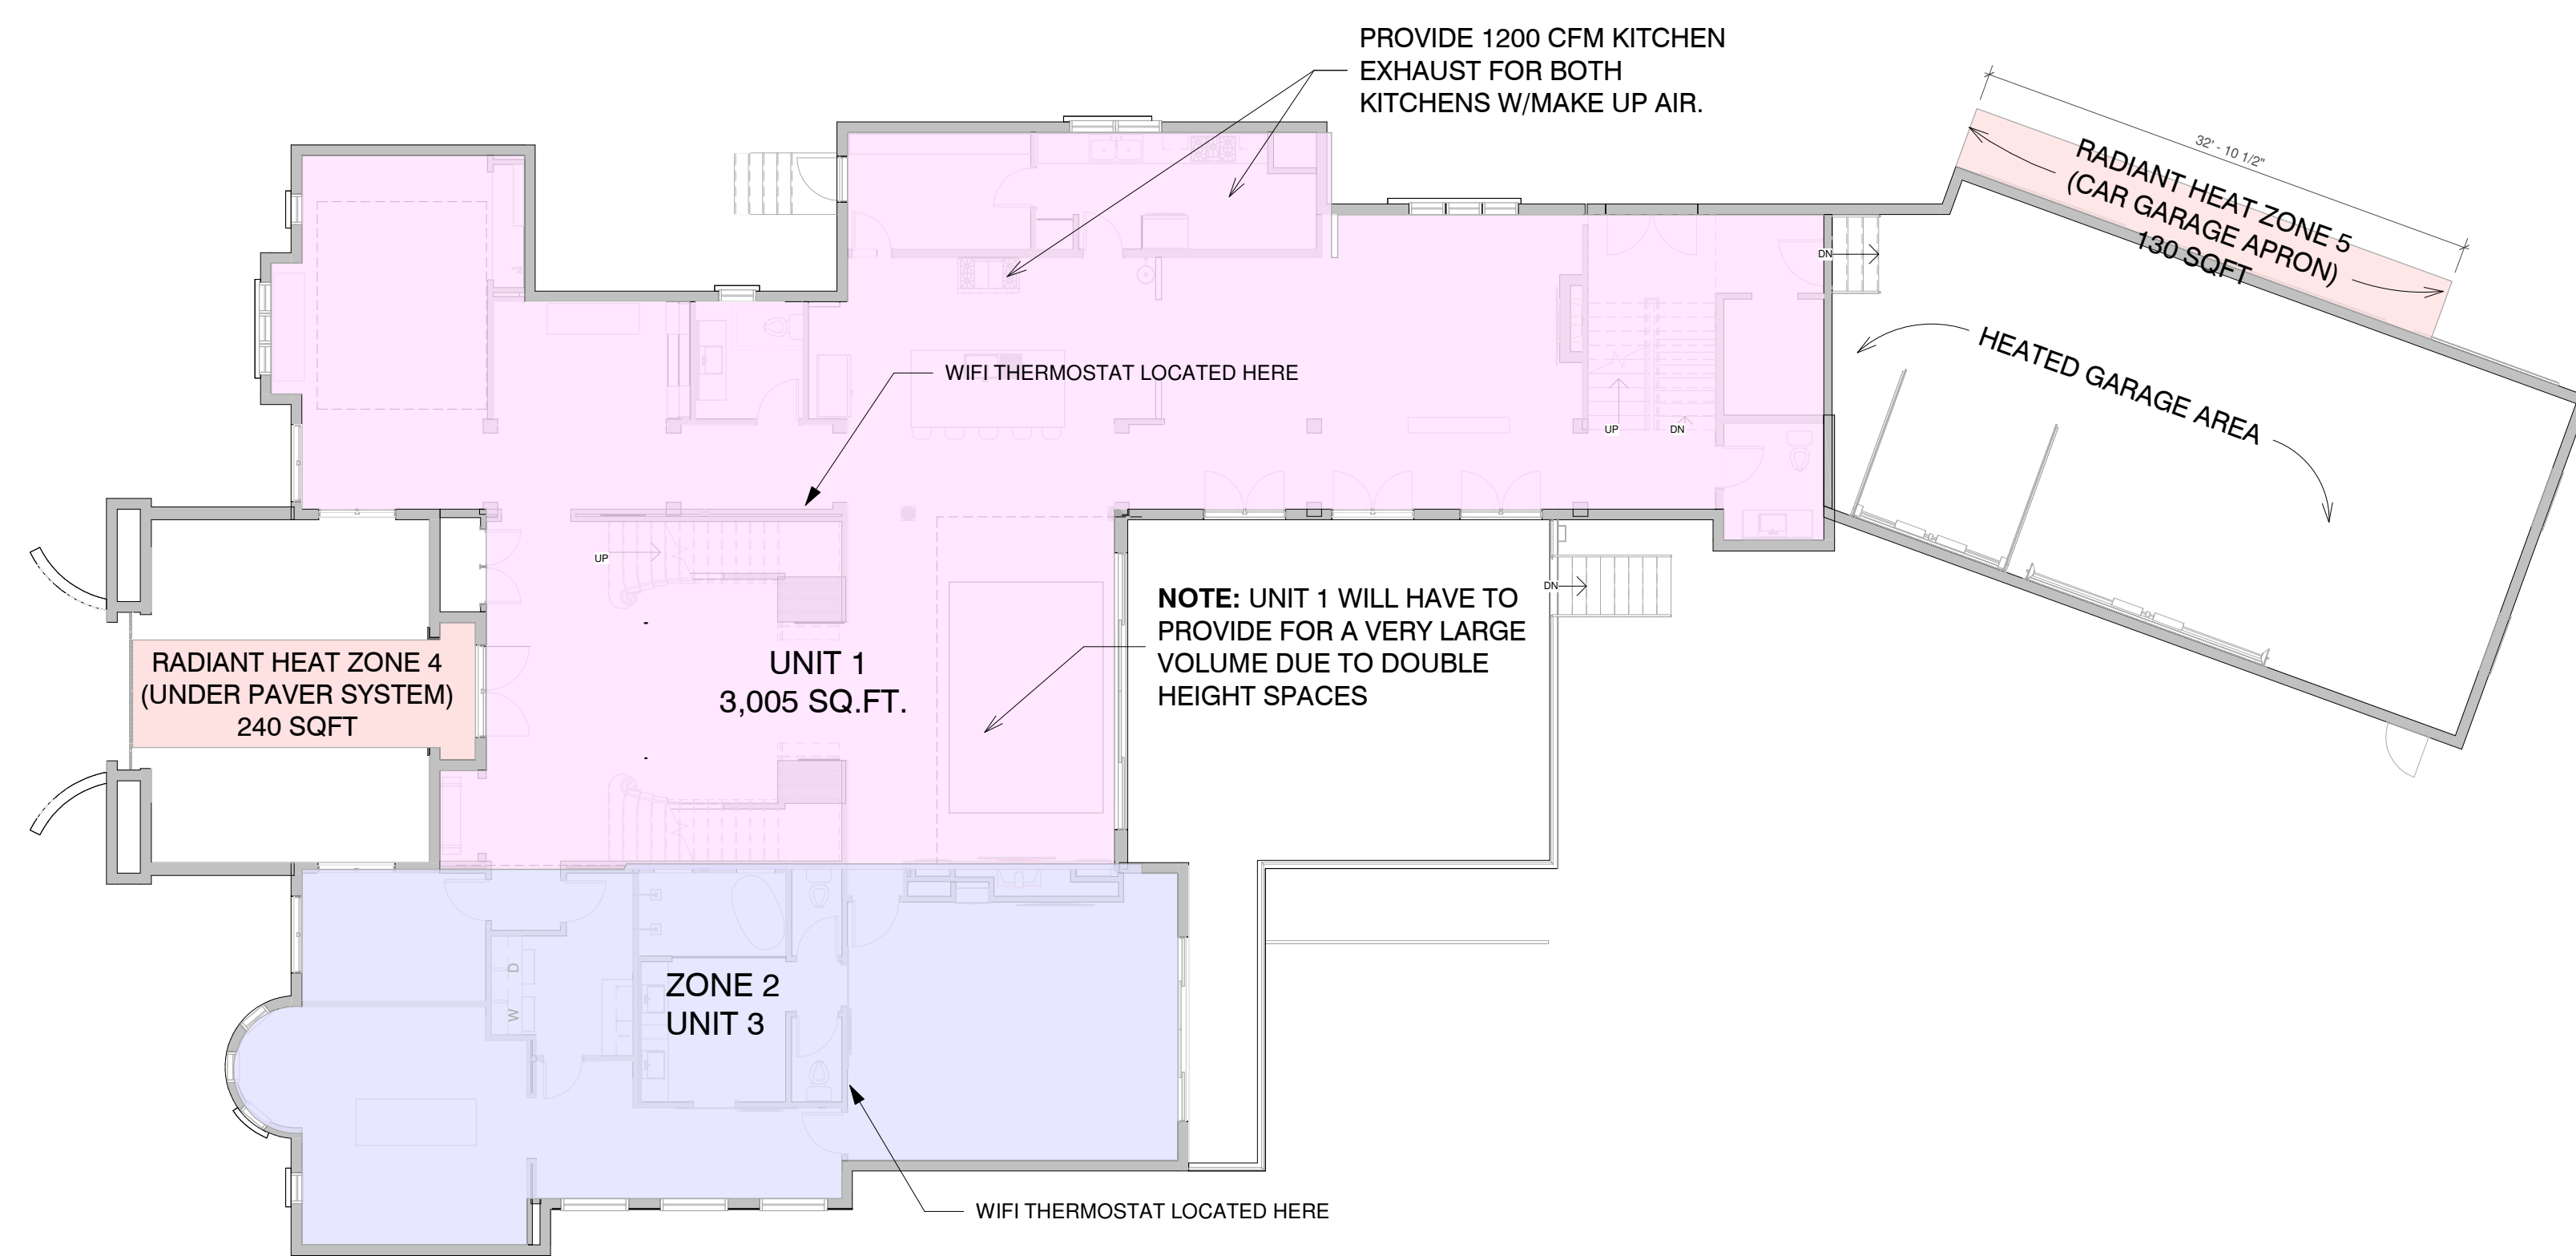 PROVIDE 1200 CFM KITCHEN
EXHAUST FOR BOTH
KITCHENS W/MAKE UP AIR.
32' - 10 1/2"
RADIANT HEAT ZONE 5
(CAR GARAGE APRON)
130 SQFT
DN
HEATED GARAGE AREA
WIFI THERMOSTAT LOCATED HERE
UP
DN
UP
DN
NOTE: UNIT 1 WILL HAVE TO
PROVIDE FOR A VERY LARGE
VOLUME DUE TO DOUBLE
HEIGHT SPACES
RADIANT HEAT ZONE 4
(UNDER PAVER SYSTEM)
240 SQFT
UNIT 1
3,005 SQ.FT.
D
W
ZONE 2
UNIT 3
WIFI THERMOSTAT LOCATED HERE